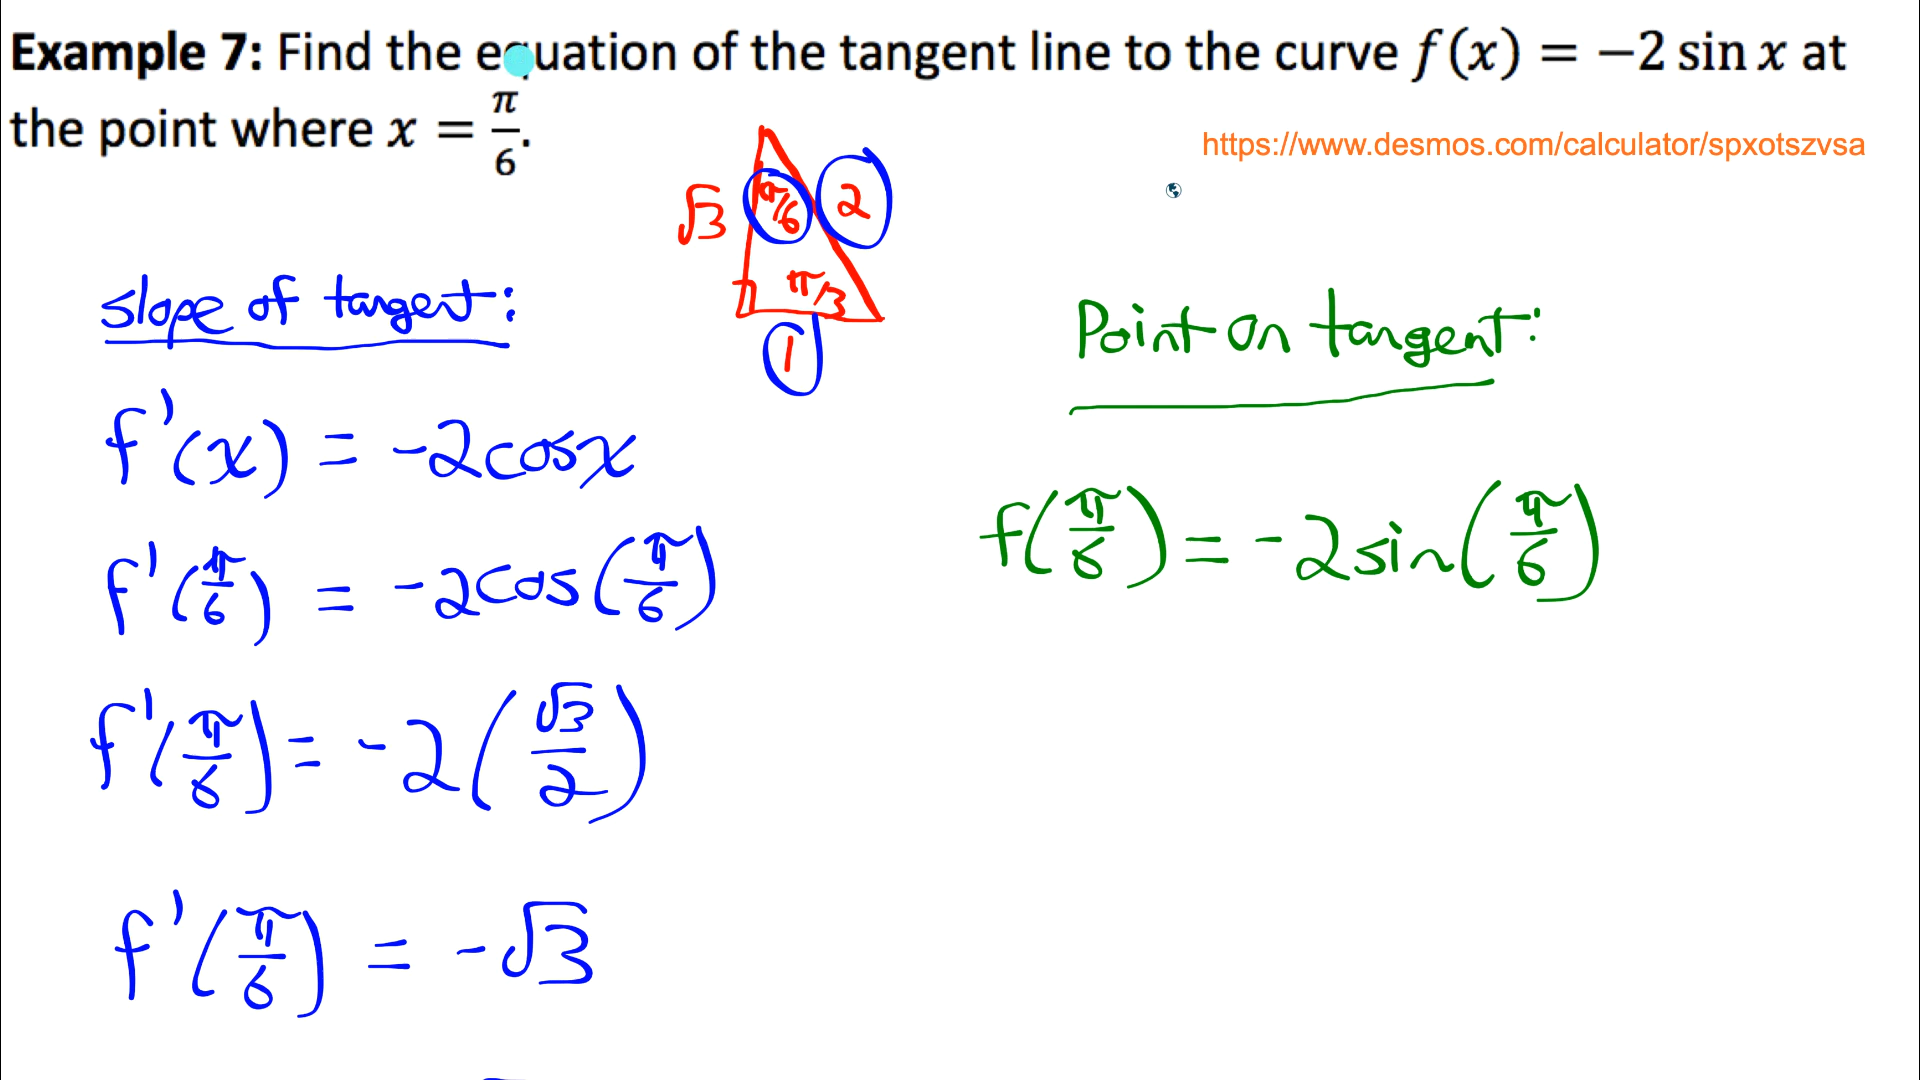 Example 7: Find the equation of the tangent line to the curve f(x) = −2 sin x at
the point where x = π/6.
https://www.desmos.com/calculator/spxotszvsa
√3 π/6 2
π/3
1
slope of tangent:
f'(x) = -2cosx
f'(π/6) = -2cos(π/6)
f'(π/6) = -2(√3/2)
f'(π/6) = -√3
Point on tangent:
f(π/6) = -2sin(π/6)